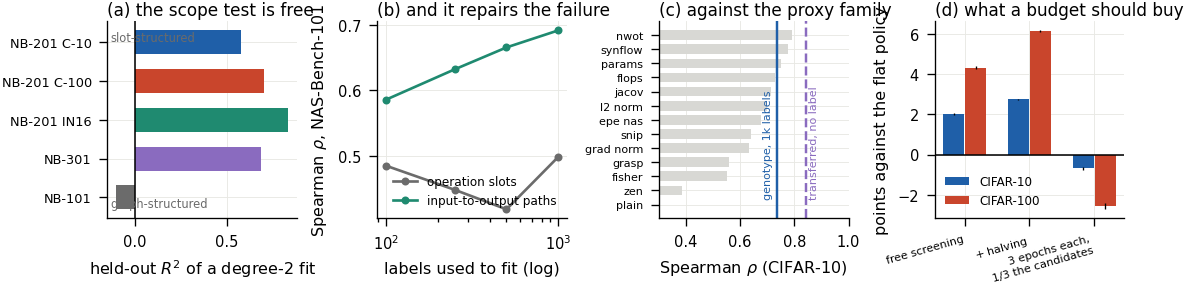 (a) the scope test is free
NB-201 C-10
NB-201 C-100
NB-201 IN16
NB-301
NB-101
slot-structured
graph-structured
0.0
0.5
held-out R² of a degree-2 fit
(b) and it repairs the failure
Spearman ρ, NAS-Bench-101
0.7
0.6
0.5
operation slots
input-to-output paths
10²
10³
labels used to fit (log)
(c) against the proxy family
nwot
synflow
params
flops
jacov
l2 norm
epe nas
snip
grad norm
grasp
fisher
zen
plain
genotype, 1k labels
transferred, no label
0.4
0.6
0.8
1.0
Spearman ρ (CIFAR-10)
(d) what a budget should buy
points against the flat policy
6
4
2
0
−2
CIFAR-10
CIFAR-100
free screening
+ halving
3 epochs each,
1/3 the candidates